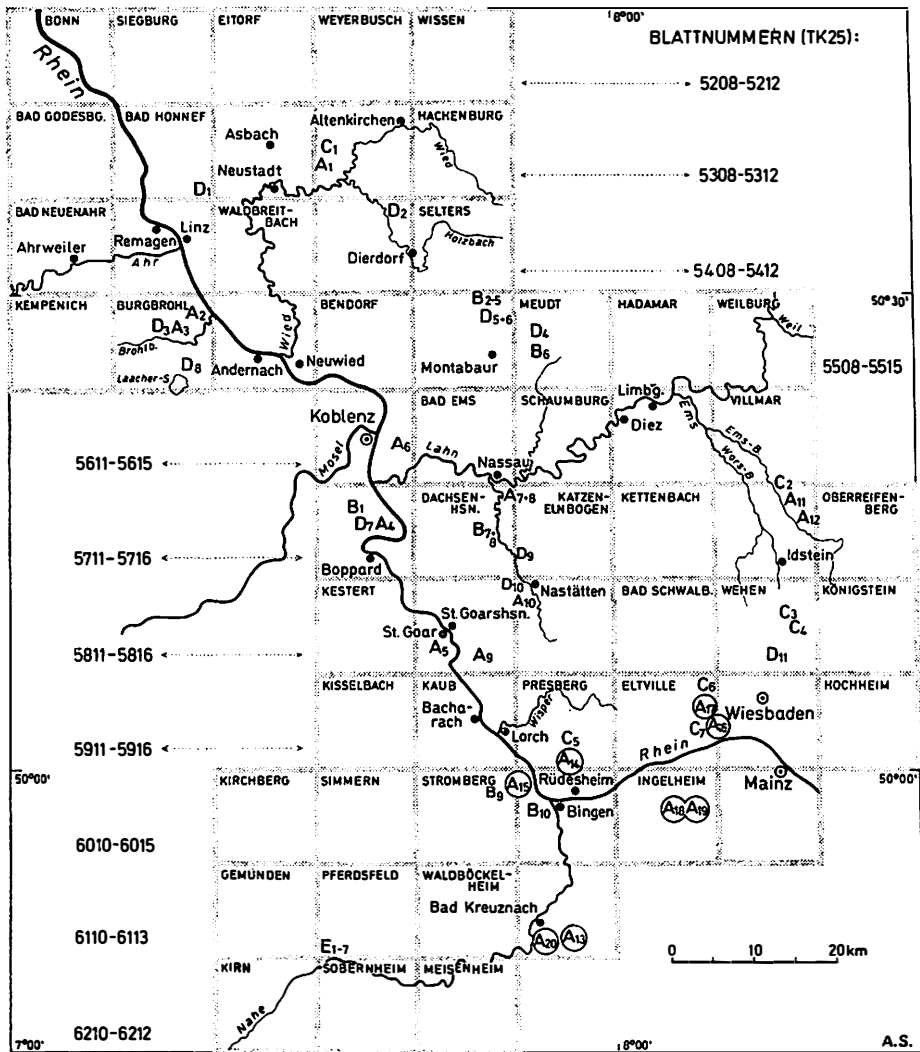 BONN SIEGBURG EITORF WEYERBUSCH WISSEN 8°00'
BLATTNUMMERN (TK25):
Rhein
5208-5212
BAD GODESBG. BAD HONNEF Altenkirchen HACHENBURG
Asbach C1
A1 Wied
Neustadt
5308-5312
D1
BAD NEUENAHR WALDBREIT-
BACH D2 SELTERS
Remagen Linz
Holzbach
Ahrweiler Dierdorf
Ahr
5408-5412
KEMPENICH BURGBROHL BENDORF B2-5 MEUDT HADAMAR WEILBURG 50°30'
A2 D5+6
D3A3 Wied D4 Weil
Brohlb. B6
D8 Andernach Neuwied Montabaur 5508-5515
Laacher-S
BAD EMS SCHAUMBURG Limbg. VILLMAR
Koblenz Diez Ems
Mosel A6 Lahn Ems-B
5611-5615 Nassau Wörs-B
DACHSEN-
HSN. A7+8 KATZEN-
ELNBOGEN KETTENBACH C2 OBERREIFEN-
BERG
B1 A11
D7A4 B7+8 A12
5711-5716 D9 Idstein
Boppard
KESTERT D10 Nastätten BAD SCHWALB. WEHEN KÖNIGSTEIN
A10
St.Goarshsn. C3
St.Goar C4
5811-5816 A5 A9 D11
KISSELBACH KAUB PRESBERG ELTVILLE C6 HOCHHEIM
Bacha-
rach Wisper A17 Wiesbaden
Lorch C5 C7
5911-5916 A14 Rhein
50°00' KIRCHBERG SIMMERN STROMBERG A15 Rüdesheim INGELHEIM Mainz 50°00'
B9
B10 Bingen A18 A19
6010-6015
GEMÜNDEN PFERDSFELD WALDBÖCKEL-
HEIM
Bad Kreuznach
6110-6113 E1-7 A20 A13 0 10 20km
KIRN SOBERNHEIM MEISENHEIM
Nahe
6210-6212
7°00' 8°00' A.S.